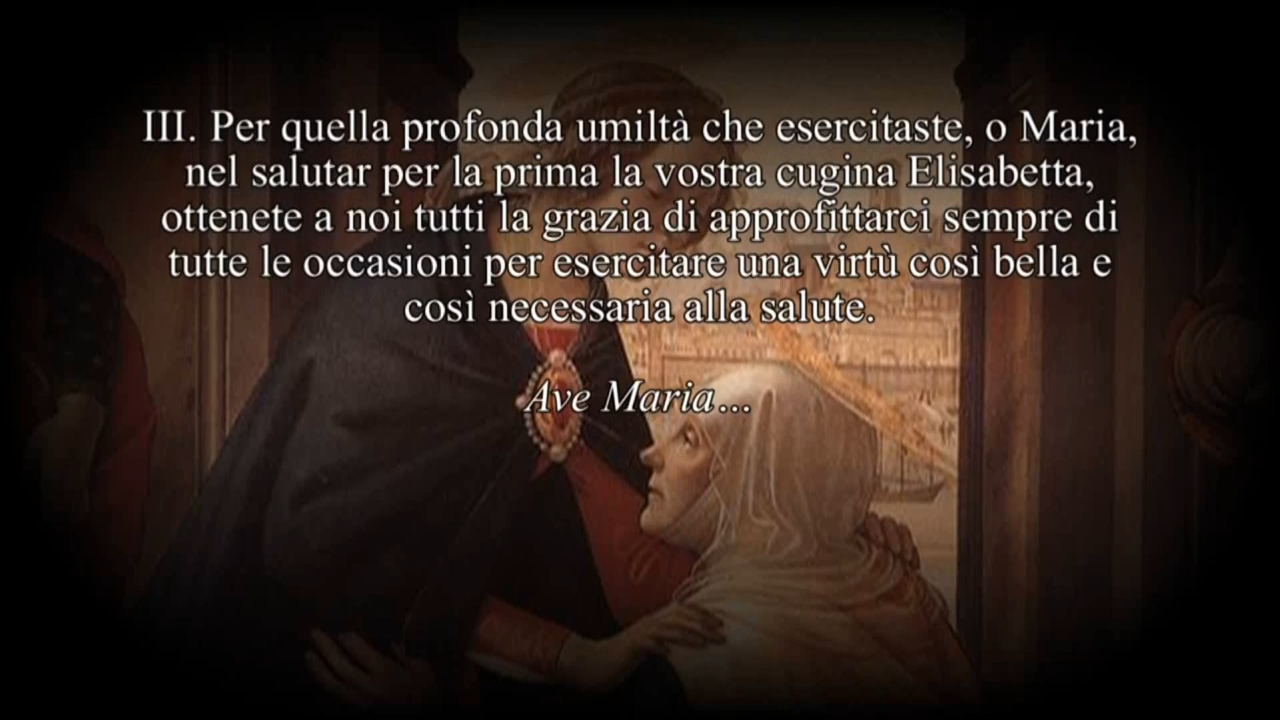 III. Per quella profonda umiltà che esercitaste, o Maria,
nel salutar per la prima la vostra cugina Elisabetta,
ottenete a noi tutti la grazia di approfittarci sempre di
tutte le occasioni per esercitare una virtù così bella e
così necessaria alla salute.
Ave Maria...